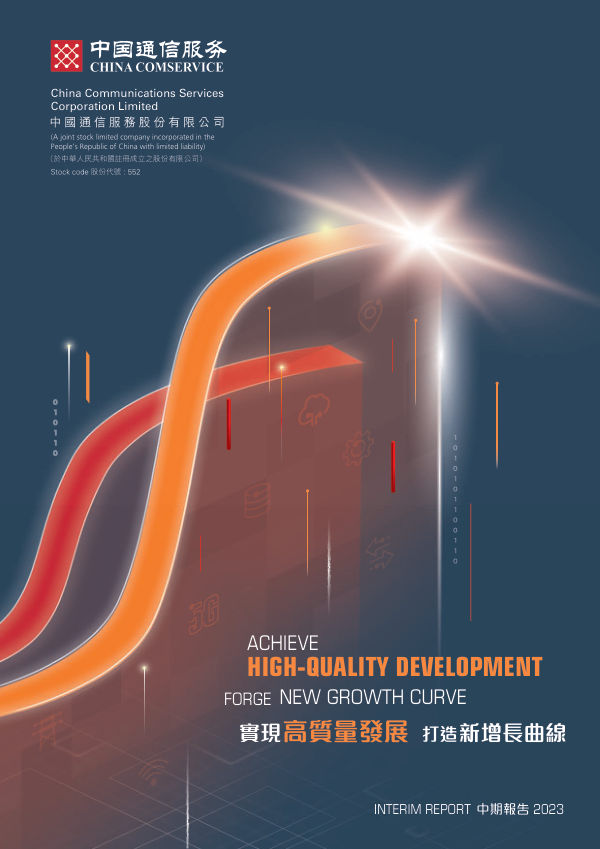 中国通信服务
CHINA COMSERVICE
China Communications Services
Corporation Limited
中國通信服務股份有限公司
(A joint stock limited company incorporated in the
People's Republic of China with limited liability)
(於中華人民共和國註冊成立之股份有限公司)
Stock code 股份代號 : 552
010110
1010101100110
5G
ACHIEVE
HIGH-QUALITY DEVELOPMENT
FORGE NEW GROWTH CURVE
實現高質量發展 打造新增長曲線
INTERIM REPORT 中期報告 2023